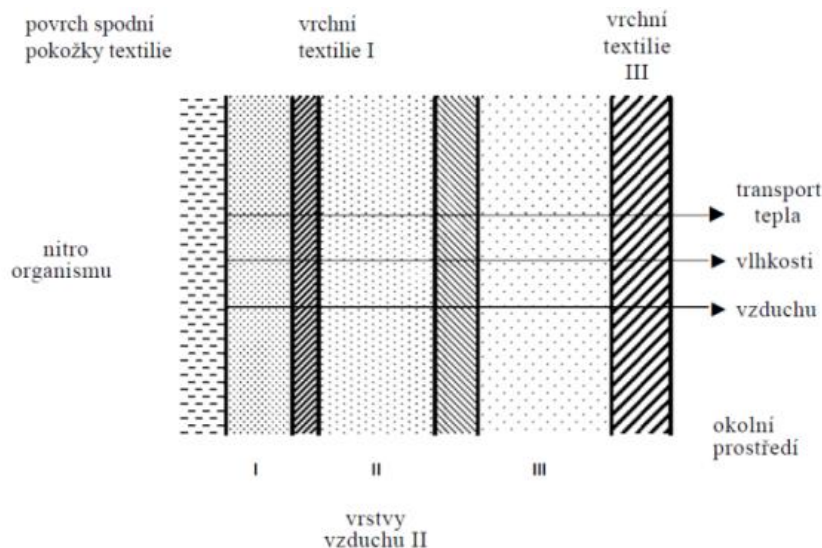 povrch spodní
pokožky textilie
vrchní
textilie I
vrchní
textilie
III
nitro
organismu
transport
tepla
vlhkosti
vzduchu
okolní
prostředí
I
II
III
vrstvy
vzduchu II